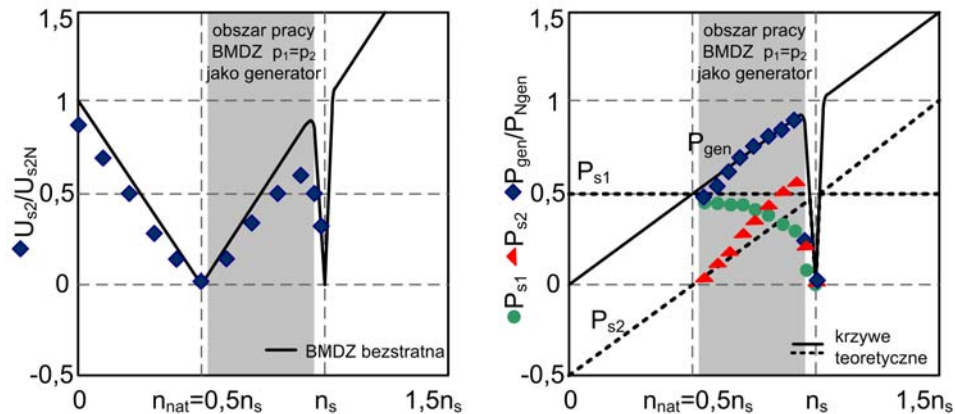 1,5
1
0,5
0
-0,5
U_s2/U_s2N
obszar pracy
BMDZ p₁=p₂
jako generator
BMDZ bezstratna
0
n_nat=0,5n_s
n_s
1,5n_s
1,5
1
0,5
0
-0,5
P_s1 P_s2 P_gen/P_Ngen
obszar pracy
BMDZ p₁=p₂
jako generator
P_gen
P_s1
P_s2
krzywe
teoretyczne
0
n_nat=0,5n_s
n_s
1,5n_s